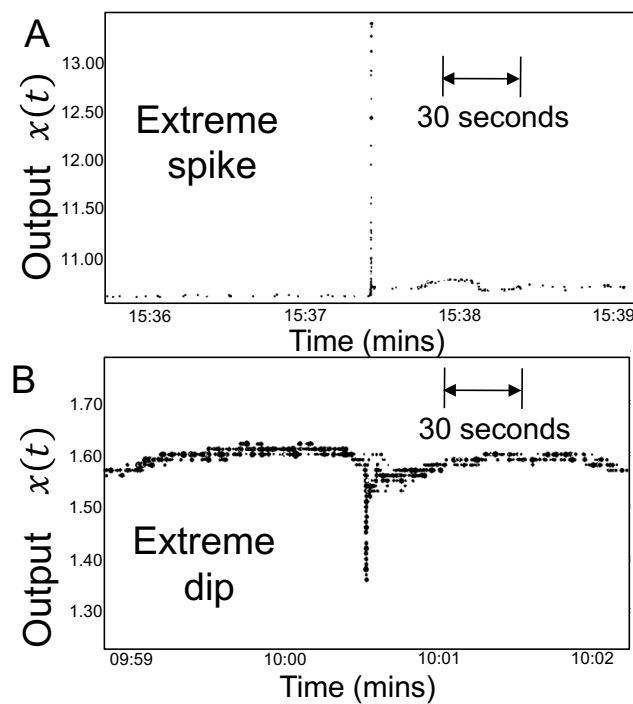 A
Output x(t)
13.00
12.50
12.00
11.50
11.00
Extreme
spike
30 seconds
15:36 15:37 15:38 15:39
Time (mins)
B
Output x(t)
1.70
1.60
1.50
1.40
1.30
30 seconds
Extreme
dip
09:59 10:00 10:01 10:02
Time (mins)